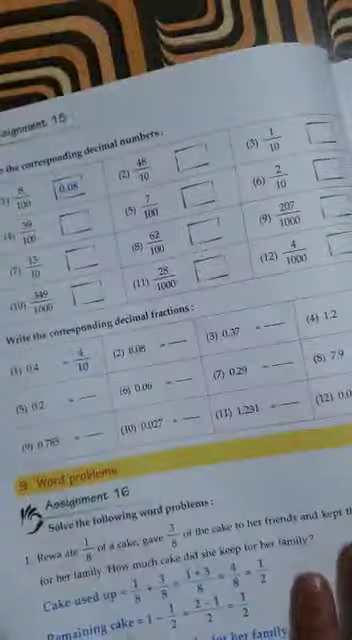 signment 15
e the corresponding decimal numbers :
1) 8/100 0.08 (2) 48/10 (3) 1/10
(4) 39/100 (5) 7/100 (6) 2/10
(7) 13/10 (8) 62/100 (9) 207/1000
(10) 349/1000 (11) 28/1000 (12) 4/1000
Write the corresponding decimal fractions :
(1) 0.4 = 4/10 (2) 0.08 = (3) 0.37 = (4) 1.2
(5) 0.2 = (6) 0.06 = (7) 0.29 = (8) 7.9
(9) 0.785 = (10) 0.027 = (11) 1.231 = (12) 0.0
9. Word problems
Assignment 16
Solve the following word problems :
1. Rewa ate 1/8 of a cake, gave 3/8 of the cake to her friends and kept th
for her family. How much cake did she keep for her family?
Cake used up = 1/8 + 3/8 = 1+3/8 = 4/8 = 1/2
Remaining cake = 1 - 1/2 = 2-1/2 = 1/2
for her family